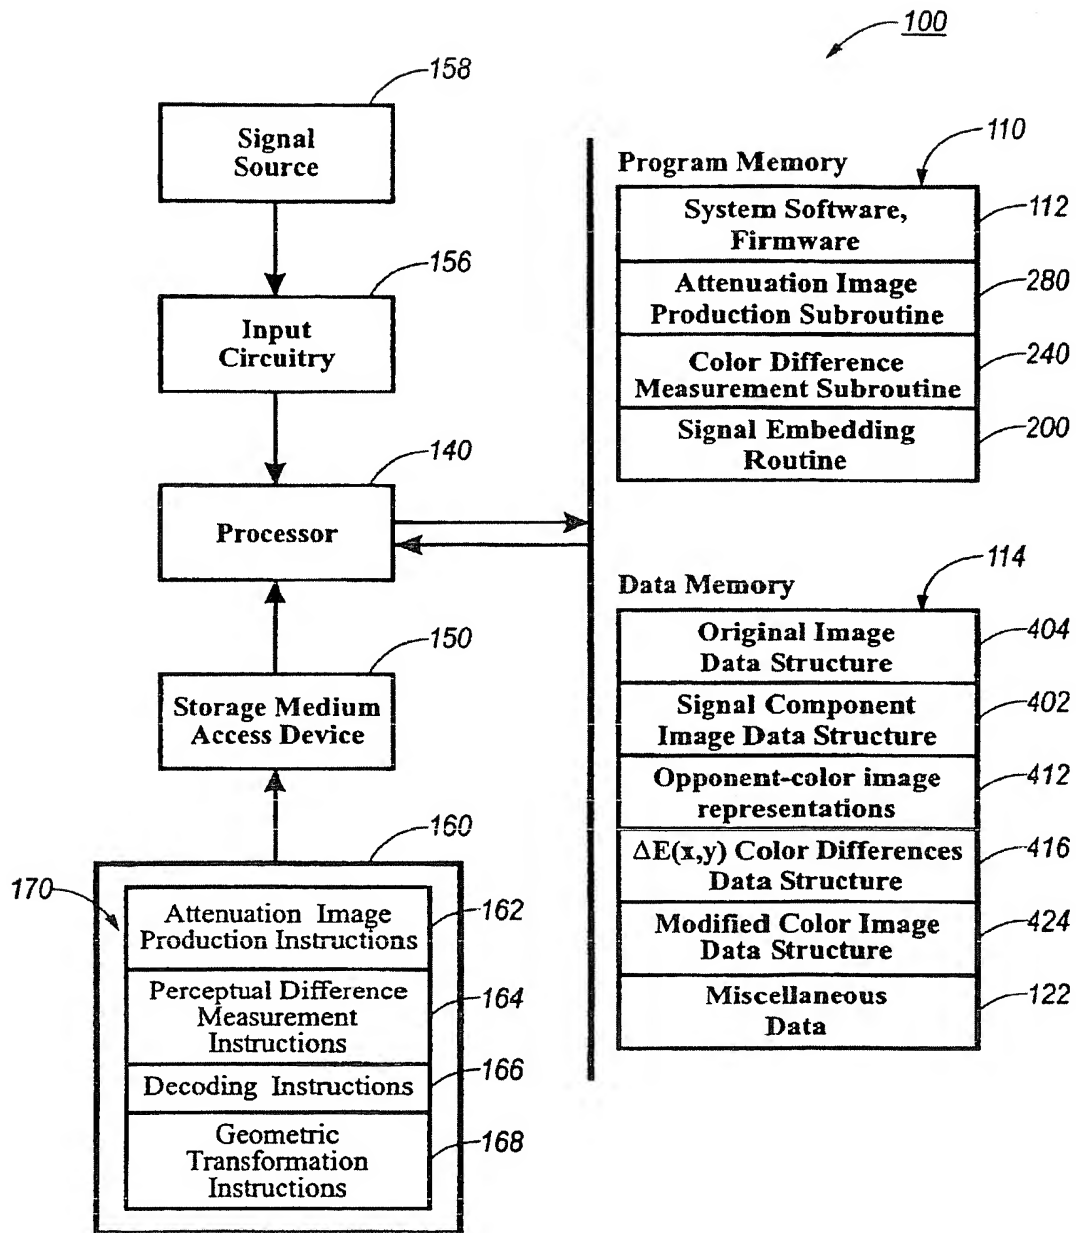 100
158
Signal
Source
156
Input
Circuitry
140
Processor
150
Storage Medium
Access Device
160
170
Attenuation Image
Production Instructions
162
Perceptual Difference
Measurement
Instructions
164
Decoding Instructions
166
Geometric
Transformation
Instructions
168
Program Memory
110
System Software,
Firmware
112
Attenuation Image
Production Subroutine
280
Color Difference
Measurement Subroutine
240
Signal Embedding
Routine
200
Data Memory
114
Original Image
Data Structure
404
Signal Component
Image Data Structure
402
Opponent-color image
representations
412
ΔE(x,y) Color Differences
Data Structure
416
Modified Color Image
Data Structure
424
Miscellaneous
Data
122